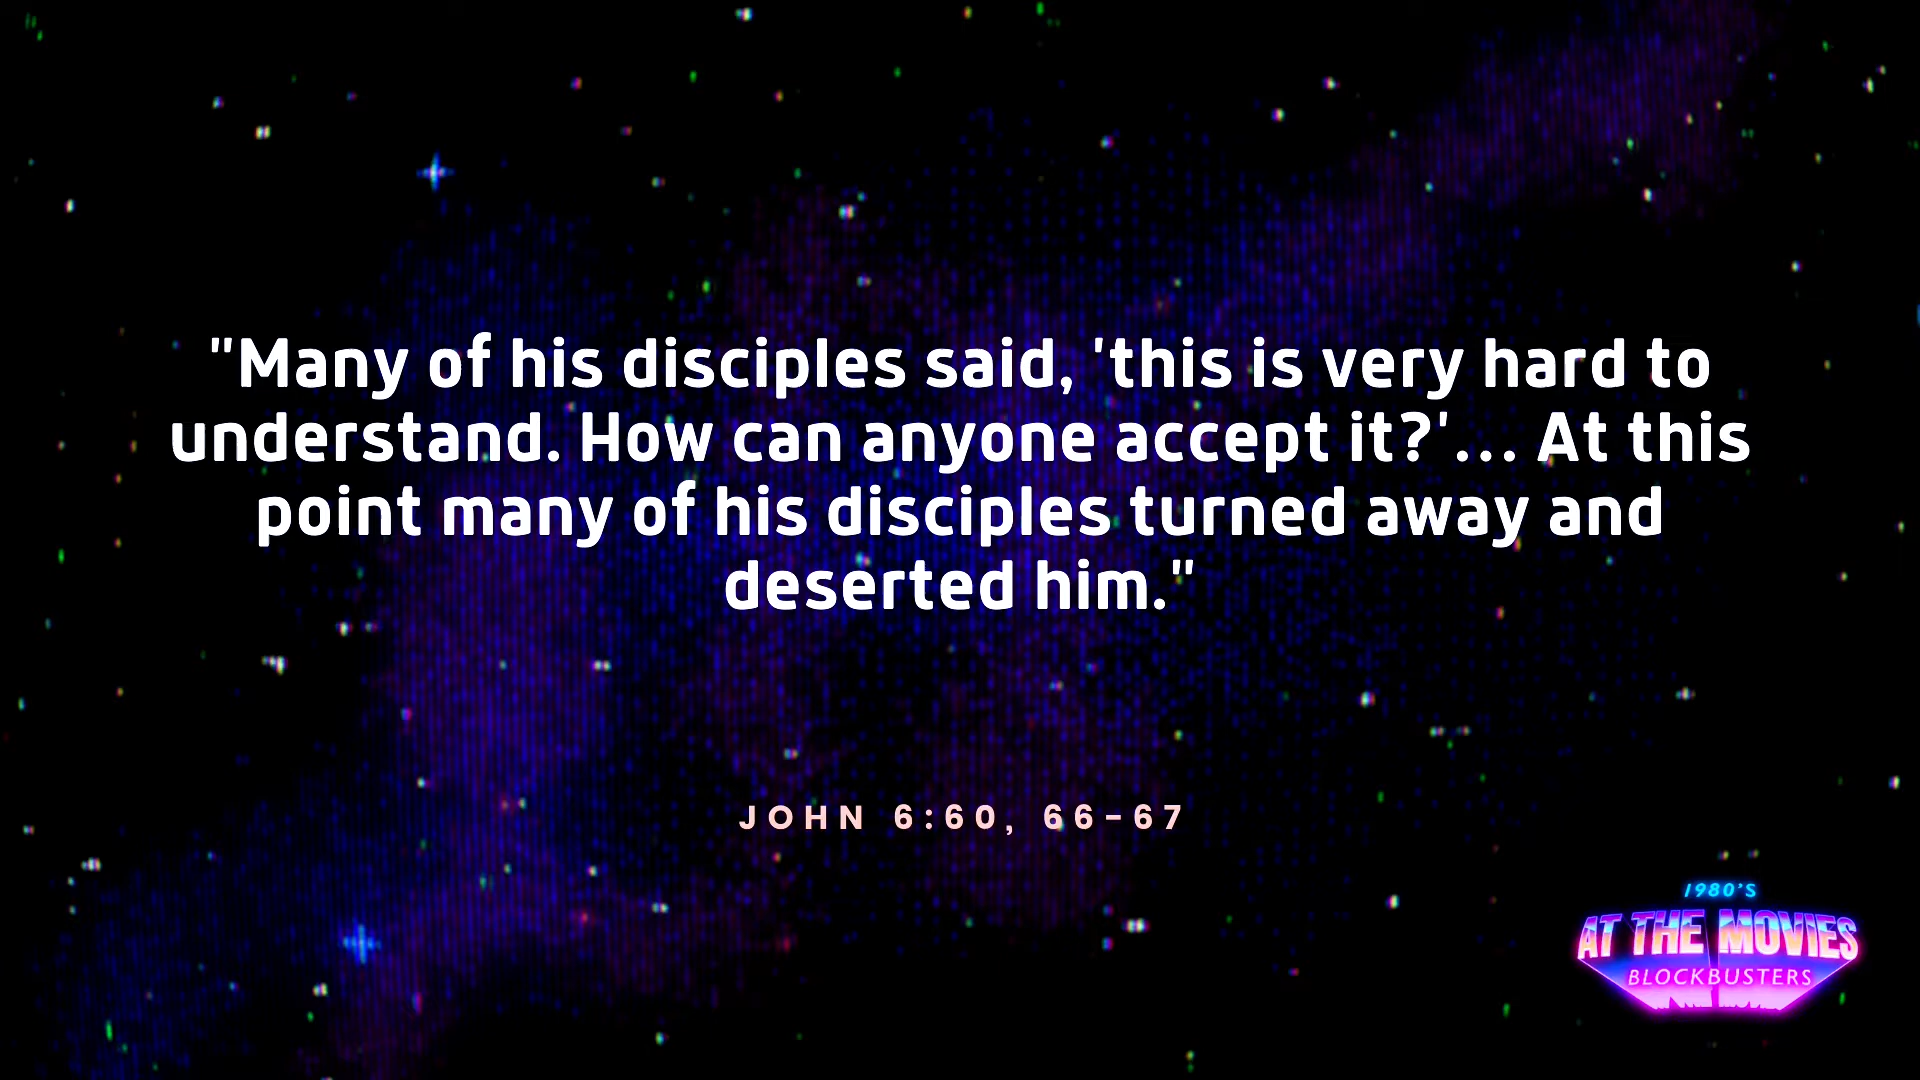 "Many of his disciples said, 'this is very hard to
understand. How can anyone accept it?'... At this
point many of his disciples turned away and
deserted him."
JOHN 6:60, 66-67
1980's
AT THE MOVIES
BLOCKBUSTERS